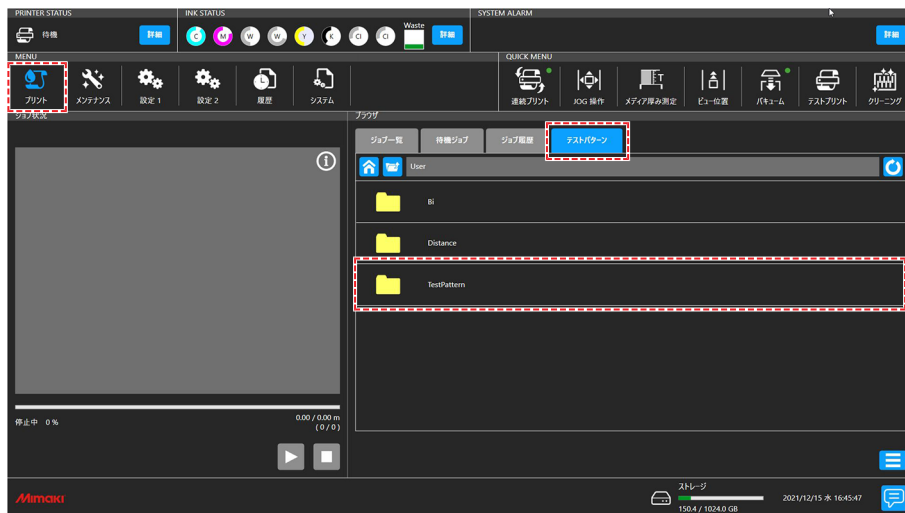 PRINTER STATUS
INK STATUS
SYSTEM ALARM
待機
詳細
C M W W Y K Cl Cl
Waste
詳細
詳細
MENU
QUICK MENU
プリント
メンテナンス
設定 1
設定 2
履歴
システム
連続プリント
JOG 操作
メディア厚み測定
ビュー位置
バキューム
テストプリント
クリーニング
ジョブ状況
ブラウザ
ジョブ一覧
待機ジョブ
ジョブ履歴
テストパターン
User
Bi
Distance
TestPattern
停止中 0 %
0.00 / 0.00 m
( 0 / 0 )
Mimaki
ストレージ
150.4 / 1024.0 GB
2021/12/15 水 16:45:47